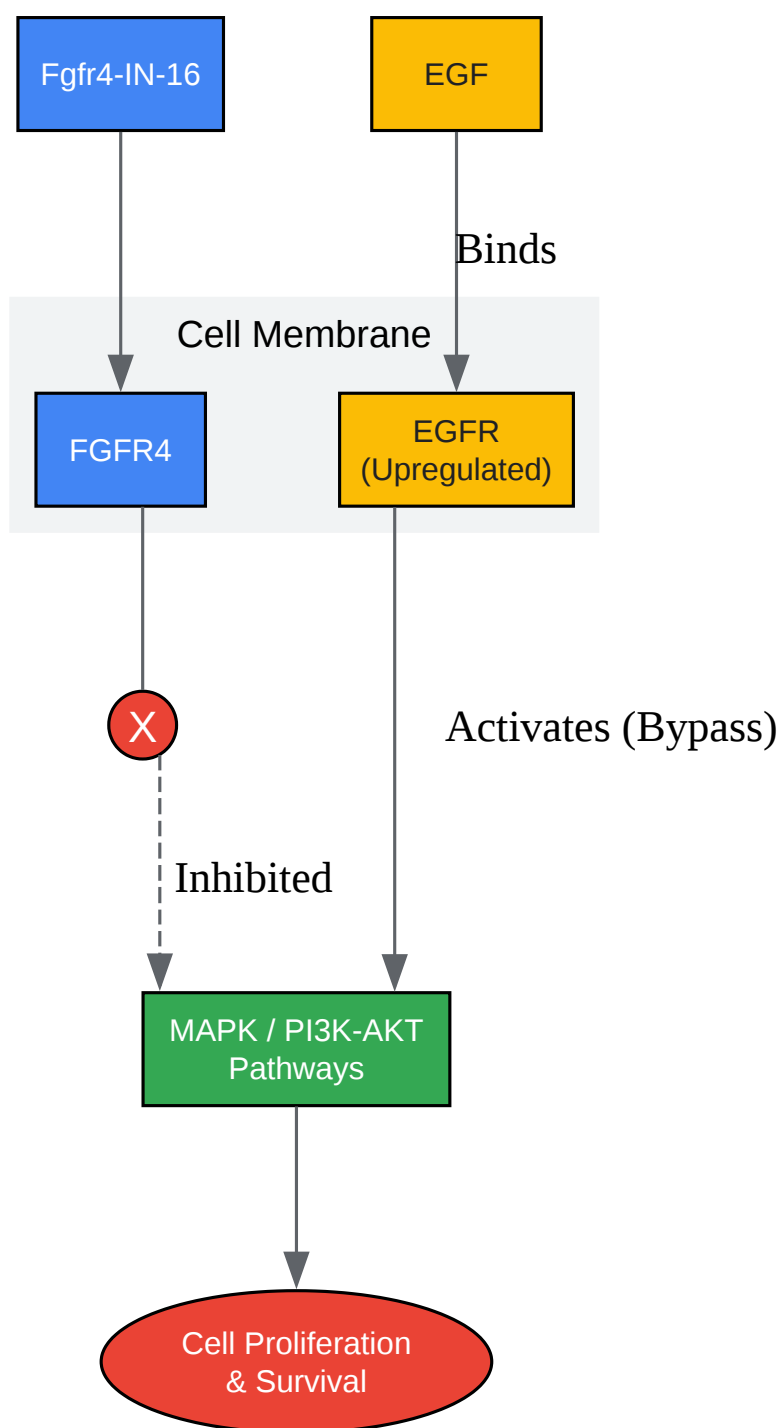 Fgfr4-IN-16
EGF
Binds
Cell Membrane
FGFR4
EGFR
(Upregulated)
X
Activates (Bypass)
Inhibited
MAPK / PI3K-AKT
Pathways
Cell Proliferation
& Survival